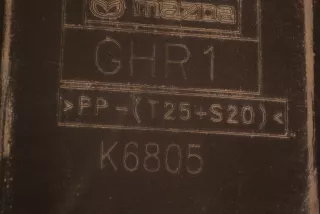 mazda
GHR1
>PP-(T25+S20)<
K6805